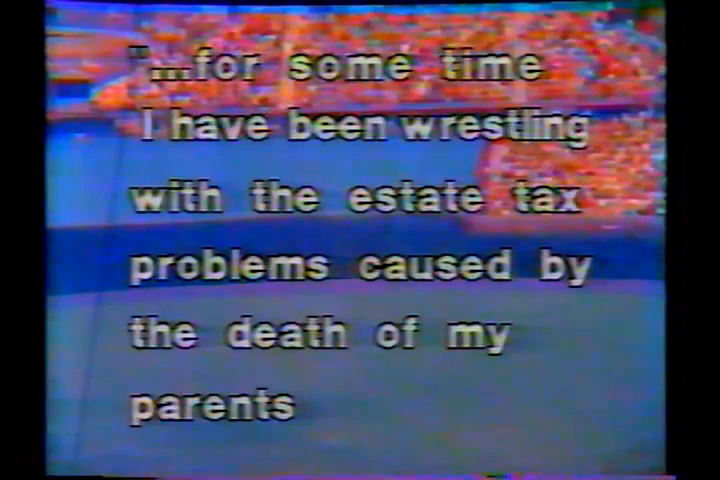 "...for some time
I have been wrestling
with the estate tax
problems caused by
the death of my
parents